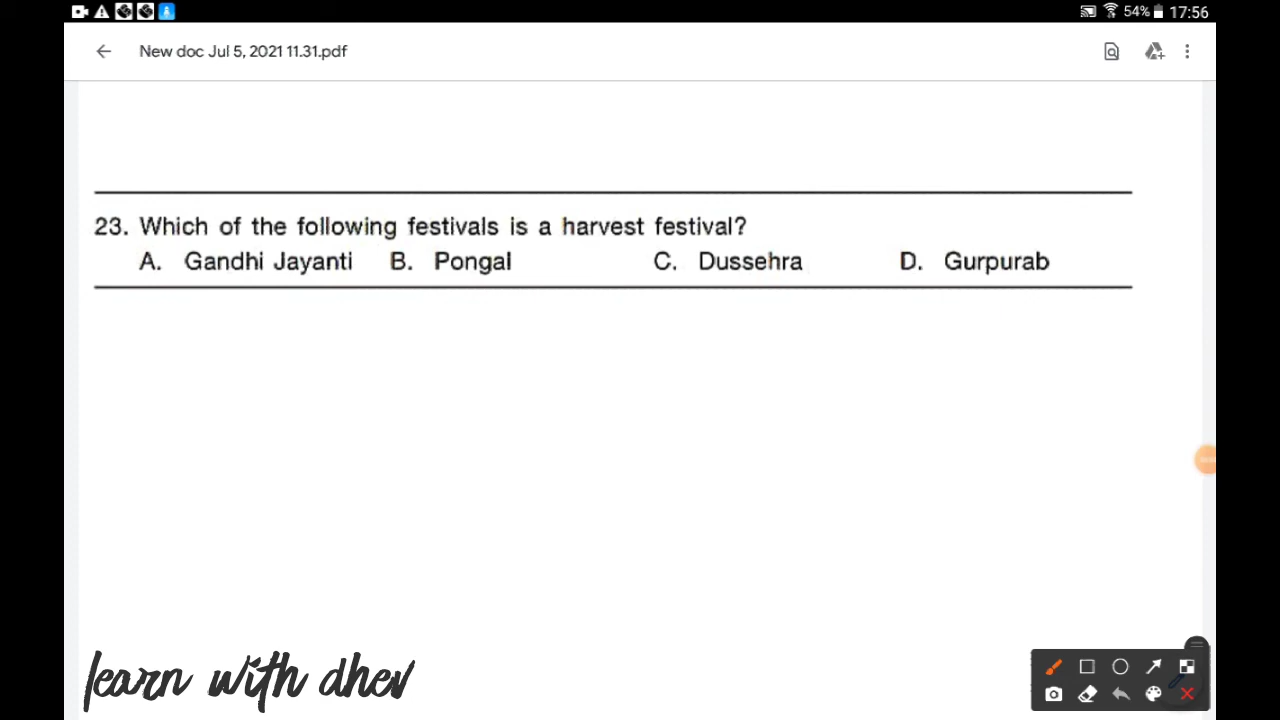 54% 17:56
New doc Jul 5, 2021 11.31.pdf
23. Which of the following festivals is a harvest festival?
A. Gandhi Jayanti B. Pongal C. Dussehra D. Gurpurab
learn with dhev